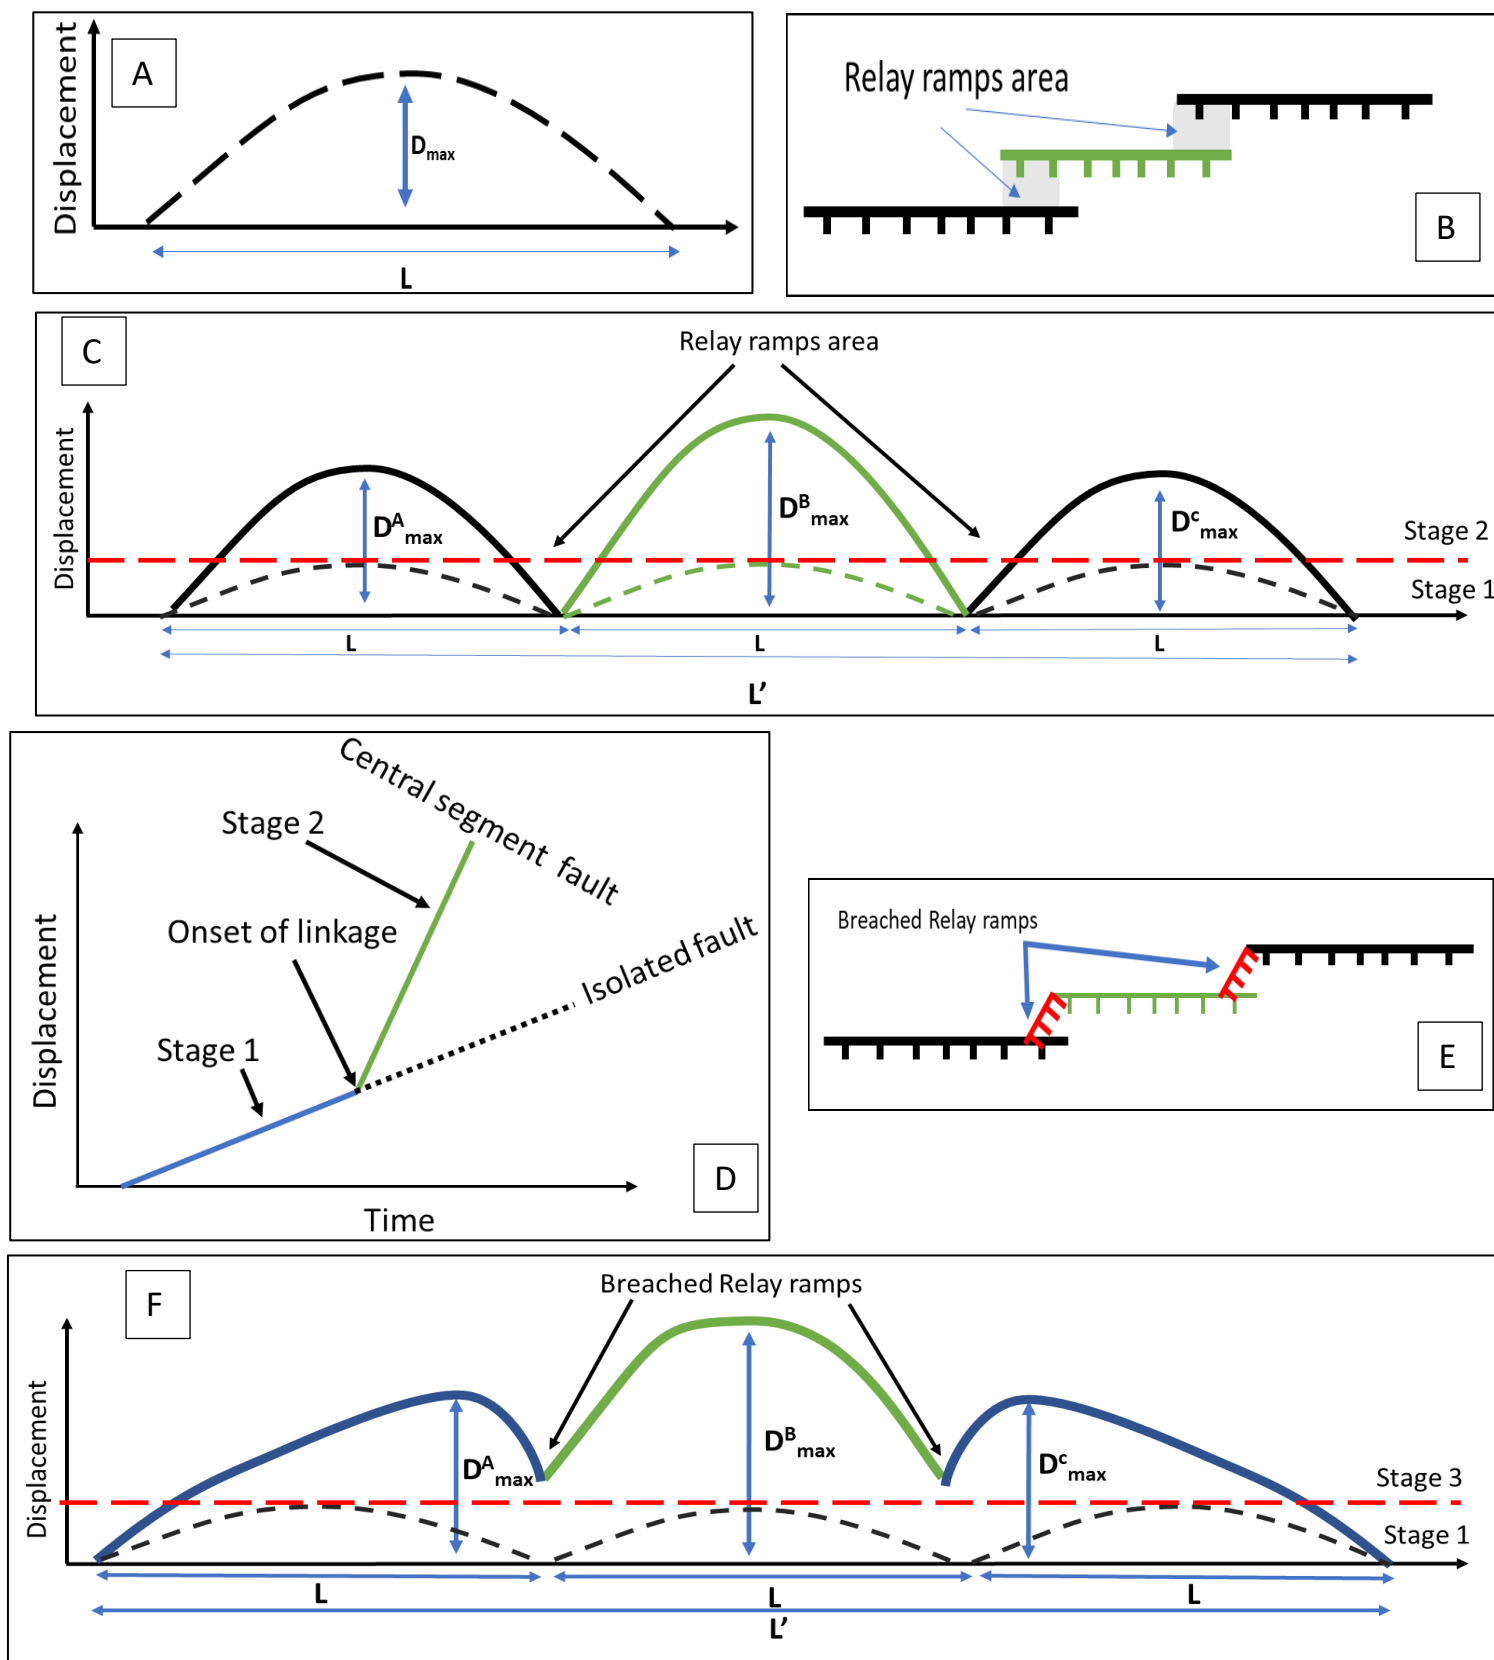 A
Displacement
Dmax
L
Relay ramps area
B
C
Relay ramps area
Displacement
DAmax
DBmax
Dcmax
Stage 2
Stage 1
L
L
L
L’
Central segment fault
Stage 2
Onset of linkage
Isolated fault
Stage 1
Displacement
D
Time
Breached Relay ramps
E
F
Breached Relay ramps
Displacement
DAmax
DBmax
Dcmax
Stage 3
Stage 1
L
L
L
L’